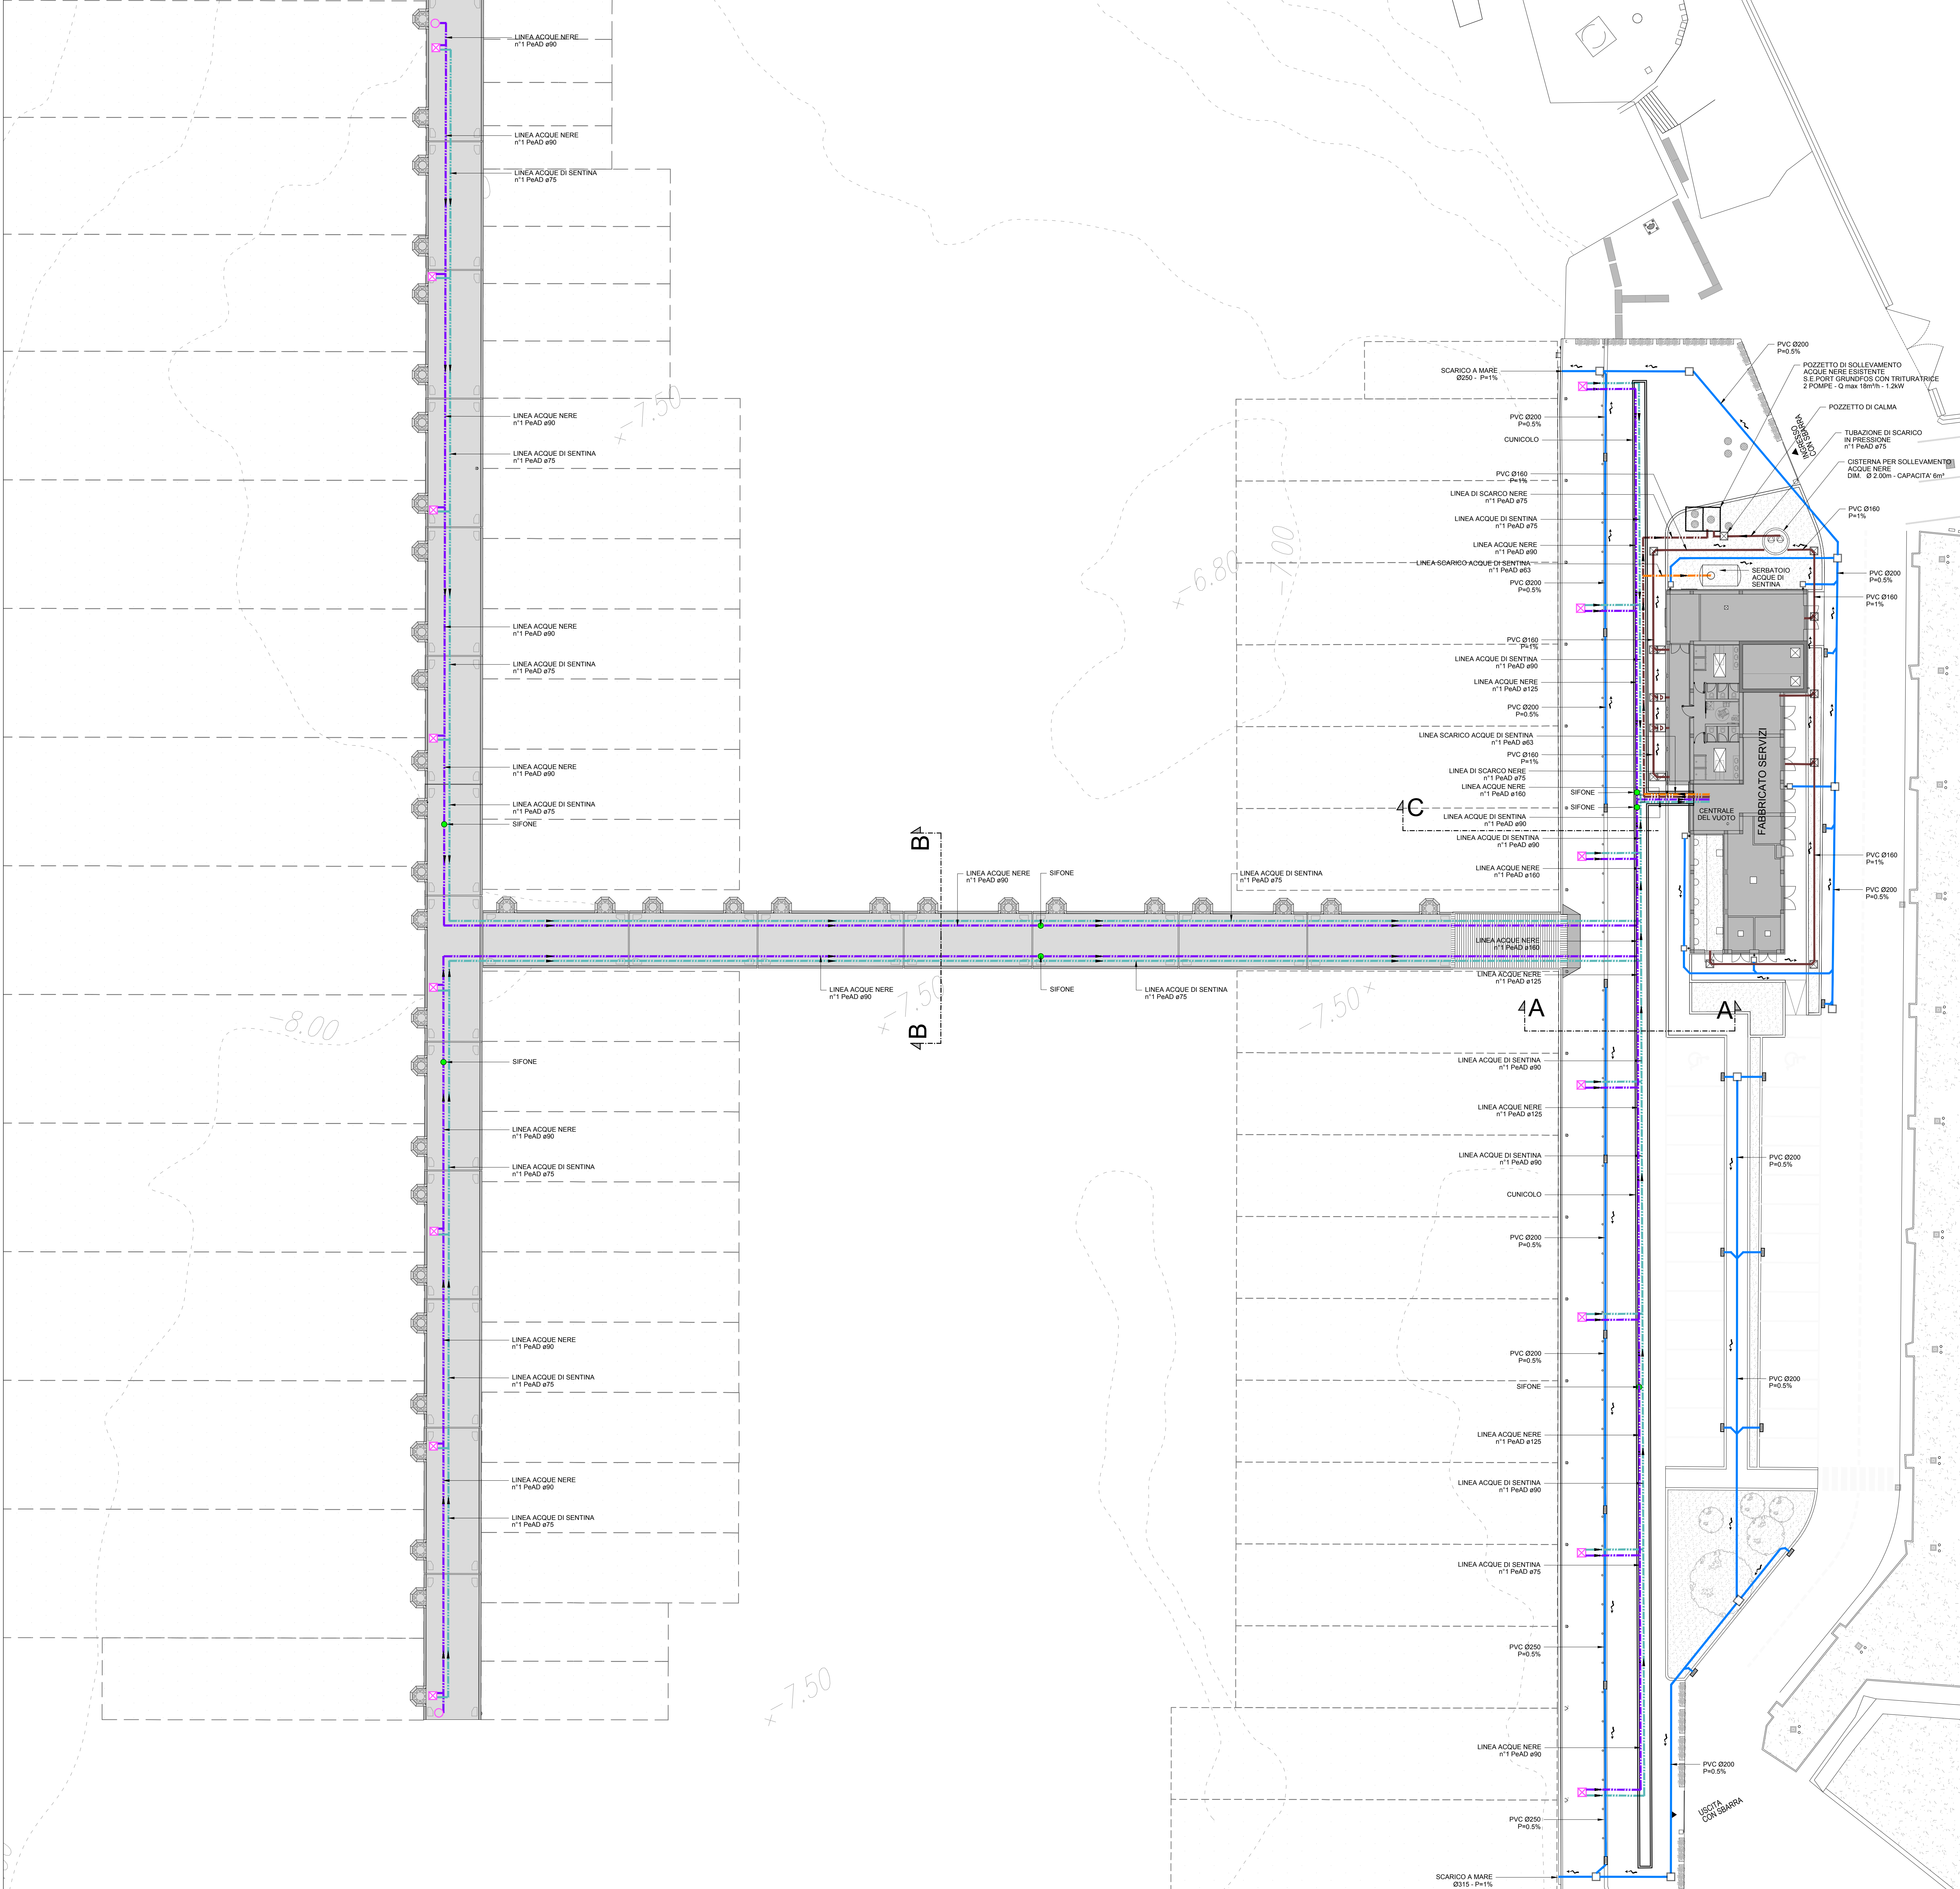 LINEA ACQUE NERE
n°1 PeAD ø90
LINEA ACQUE NERE
n°1 PeAD ø90
LINEA ACQUE DI SENTINA
n°1 PeAD ø75
LINEA ACQUE NERE
n°1 PeAD ø90
LINEA ACQUE DI SENTINA
n°1 PeAD ø75
LINEA ACQUE NERE
n°1 PeAD ø90
LINEA ACQUE DI SENTINA
n°1 PeAD ø75
LINEA ACQUE NERE
n°1 PeAD ø90
LINEA ACQUE DI SENTINA
n°1 PeAD ø75
SIFONE
SIFONE
LINEA ACQUE NERE
n°1 PeAD ø90
LINEA ACQUE DI SENTINA
n°1 PeAD ø75
LINEA ACQUE NERE
n°1 PeAD ø90
LINEA ACQUE DI SENTINA
n°1 PeAD ø75
LINEA ACQUE NERE
n°1 PeAD ø90
LINEA ACQUE DI SENTINA
n°1 PeAD ø75
-8.00
-7.50
-6.80
-7.00
-7.50
-7.50
-7.50
B
B
LINEA ACQUE NERE
n°1 PeAD ø90
SIFONE
LINEA ACQUE DI SENTINA
n°1 PeAD ø75
LINEA ACQUE NERE
n°1 PeAD ø90
SIFONE
LINEA ACQUE DI SENTINA
n°1 PeAD ø75
SCARICO A MARE
Ø250 - P=1%
PVC Ø200
P=0.5%
CUNICOLO
PVC Ø160
P=1%
LINEA DI SCARCO NERE
n°1 PeAD ø75
LINEA ACQUE DI SENTINA
n°1 PeAD ø75
LINEA ACQUE NERE
n°1 PeAD ø90
LINEA SCARICO ACQUE DI SENTINA
n°1 PeAD ø63
PVC Ø200
P=0.5%
PVC Ø160
P=1%
LINEA ACQUE DI SENTINA
n°1 PeAD ø90
LINEA ACQUE NERE
n°1 PeAD ø125
PVC Ø200
P=0.5%
LINEA SCARICO ACQUE DI SENTINA
n°1 PeAD ø63
PVC Ø160
P=1%
LINEA DI SCARCO NERE
n°1 PeAD ø75
LINEA ACQUE NERE
n°1 PeAD ø160
SIFONE
SIFONE
C
LINEA ACQUE DI SENTINA
n°1 PeAD ø90
LINEA ACQUE DI SENTINA
n°1 PeAD ø90
LINEA ACQUE NERE
n°1 PeAD ø160
LINEA ACQUE NERE
n°1 PeAD ø160
LINEA ACQUE NERE
n°1 PeAD ø125
A
A
LINEA ACQUE DI SENTINA
n°1 PeAD ø90
LINEA ACQUE NERE
n°1 PeAD ø125
LINEA ACQUE DI SENTINA
n°1 PeAD ø90
CUNICOLO
PVC Ø200
P=0.5%
PVC Ø200
P=0.5%
SIFONE
LINEA ACQUE NERE
n°1 PeAD ø125
LINEA ACQUE DI SENTINA
n°1 PeAD ø90
LINEA ACQUE DI SENTINA
n°1 PeAD ø75
PVC Ø250
P=0.5%
LINEA ACQUE NERE
n°1 PeAD ø90
PVC Ø250
P=0.5%
SCARICO A MARE
Ø315 - P=1%
PVC Ø200
P=0.5%
POZZETTO DI SOLLEVAMENTO
ACQUE NERE ESISTENTE
S.E.PORT GRUNDFOS CON TRITURATRICE
2 POMPE - Q max 18m³/h - 1.2kW
POZZETTO DI CALMA
INGRESSO
CON SBARRA
TUBAZIONE DI SCARICO
IN PRESSIONE
n°1 PeAD ø75
CISTERNA PER SOLLEVAMENTO
ACQUE NERE
DIM. Ø 2.00m - CAPACITA' 6m³
PVC Ø160
P=1%
SERBATOIO
ACQUE DI
SENTINA
PVC Ø200
P=0.5%
PVC Ø160
P=1%
FABBRICATO SERVIZI
CENTRALE
DEL VUOTO
PVC Ø160
P=1%
PVC Ø200
P=0.5%
PVC Ø200
P=0.5%
PVC Ø200
P=0.5%
PVC Ø200
P=0.5%
USCITA
CON SBARRA